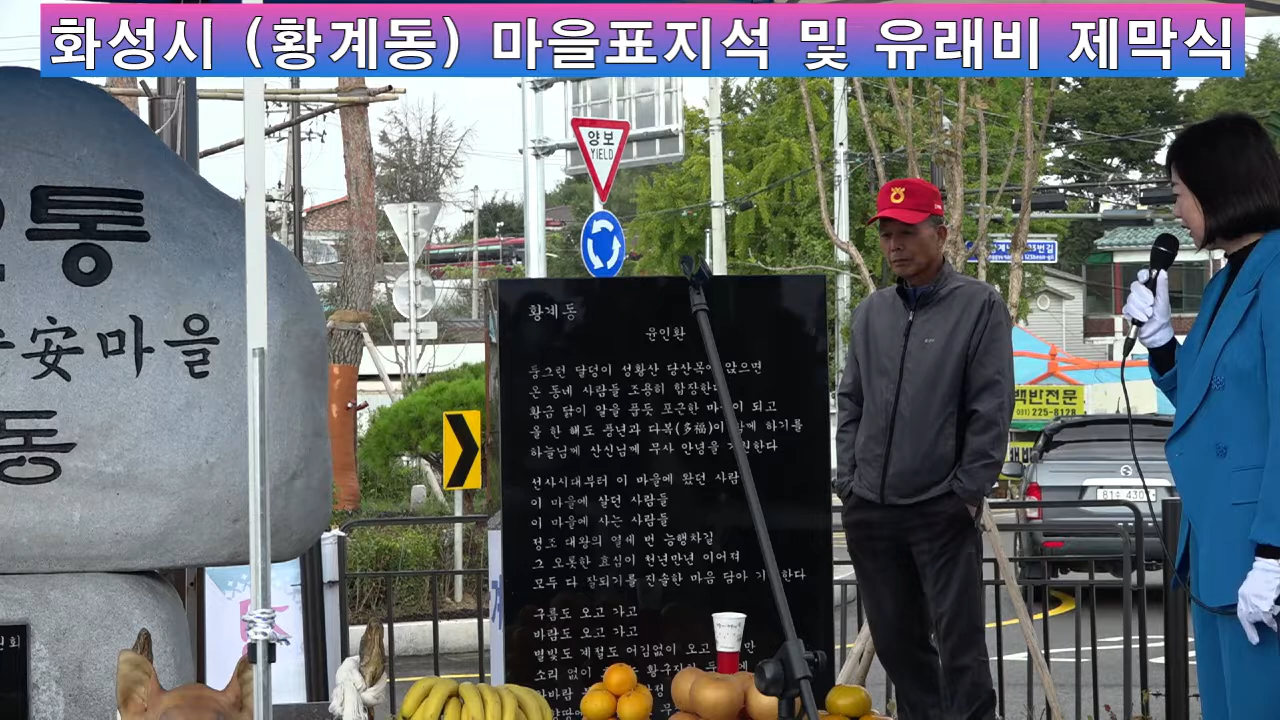 화성시 (황계동) 마을표지석 및 유래비 제막식
통
安마을
동
양보
YIELD
황계동
윤인환
둥그런 달덩이 성황산 당산목에 앉으면
온 동네 사람들 조용히 합장한다
황금 닭이 알을 품듯 포근한 마을이 되고
올 한 해도 풍년과 다복(多福)이 함께 하기를
하늘님께 산신님께 무사 안녕을 기원한다
선사시대부터 이 마을에 왔던 사람
이 마을에 살던 사람들
이 마을에 사는 사람들
정조 대왕의 열세 번 능행차길
그 오롯한 효심이 천년만년 이어져
모두 다 잘되기를 진솔한 마음 담아 기원한다
구름도 오고 가고
바람도 오고 가고
별빛도 계절도 어김없이 오고
소리 없이
백반전문
(031) 225-8128